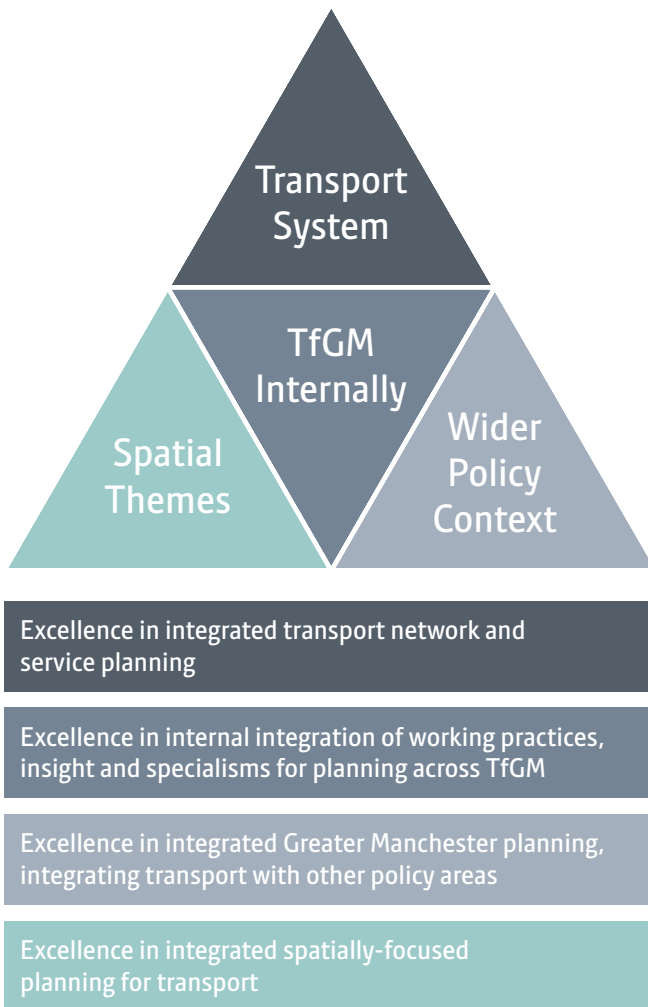 Transport
System
TfGM
Internally
Spatial
Themes
Wider
Policy
Context
Excellence in integrated transport network and
service planning
Excellence in internal integration of working practices,
insight and specialisms for planning across TfGM
Excellence in integrated Greater Manchester planning,
integrating transport with other policy areas
Excellence in integrated spatially-focused
planning for transport